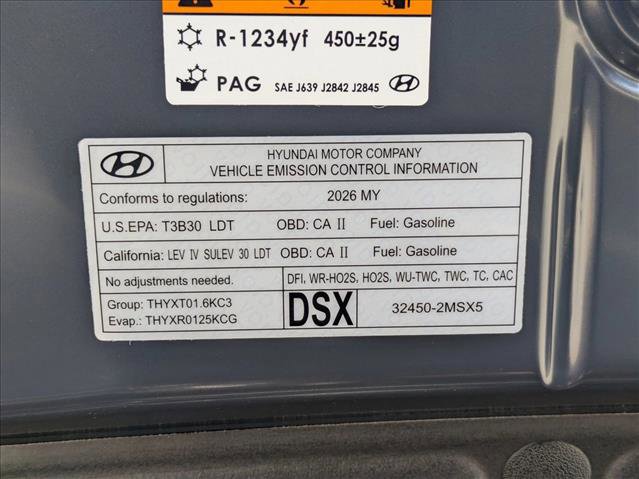 R-1234yf 450±25g
PAG SAE J639 J2842 J2845
HYUNDAI MOTOR COMPANY
VEHICLE EMISSION CONTROL INFORMATION
Conforms to regulations: 2026 MY
U.S.EPA: T3B30 LDT OBD: CA II Fuel: Gasoline
California: LEV IV SULEV 30 LDT OBD: CA II Fuel: Gasoline
No adjustments needed. DFI, WR-HO2S, HO2S, WU-TWC, TWC, TC, CAC
Group: THYXT01.6KC3
Evap.: THYXR0125KCG
DSX
32450-2MSX5